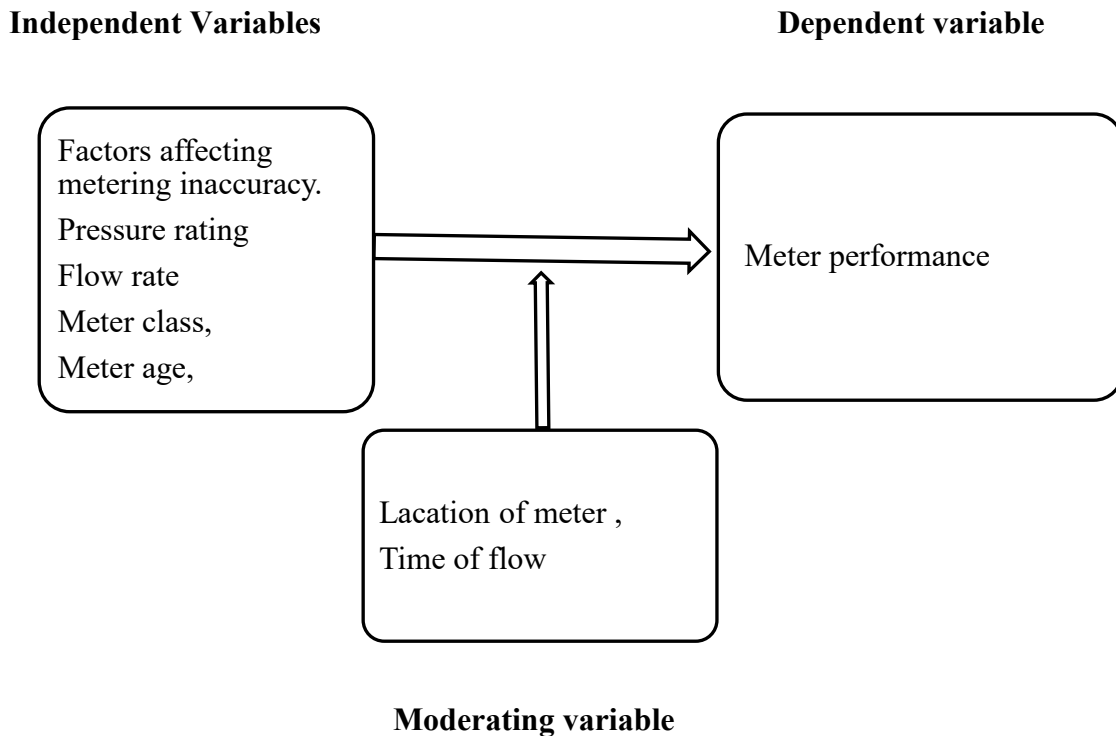 Independent Variables
Dependent variable
Factors affecting
metering inaccuracy.
Pressure rating
Flow rate
Meter class,
Meter age,
Meter performance
Lacation of meter ,
Time of flow
Moderating variable